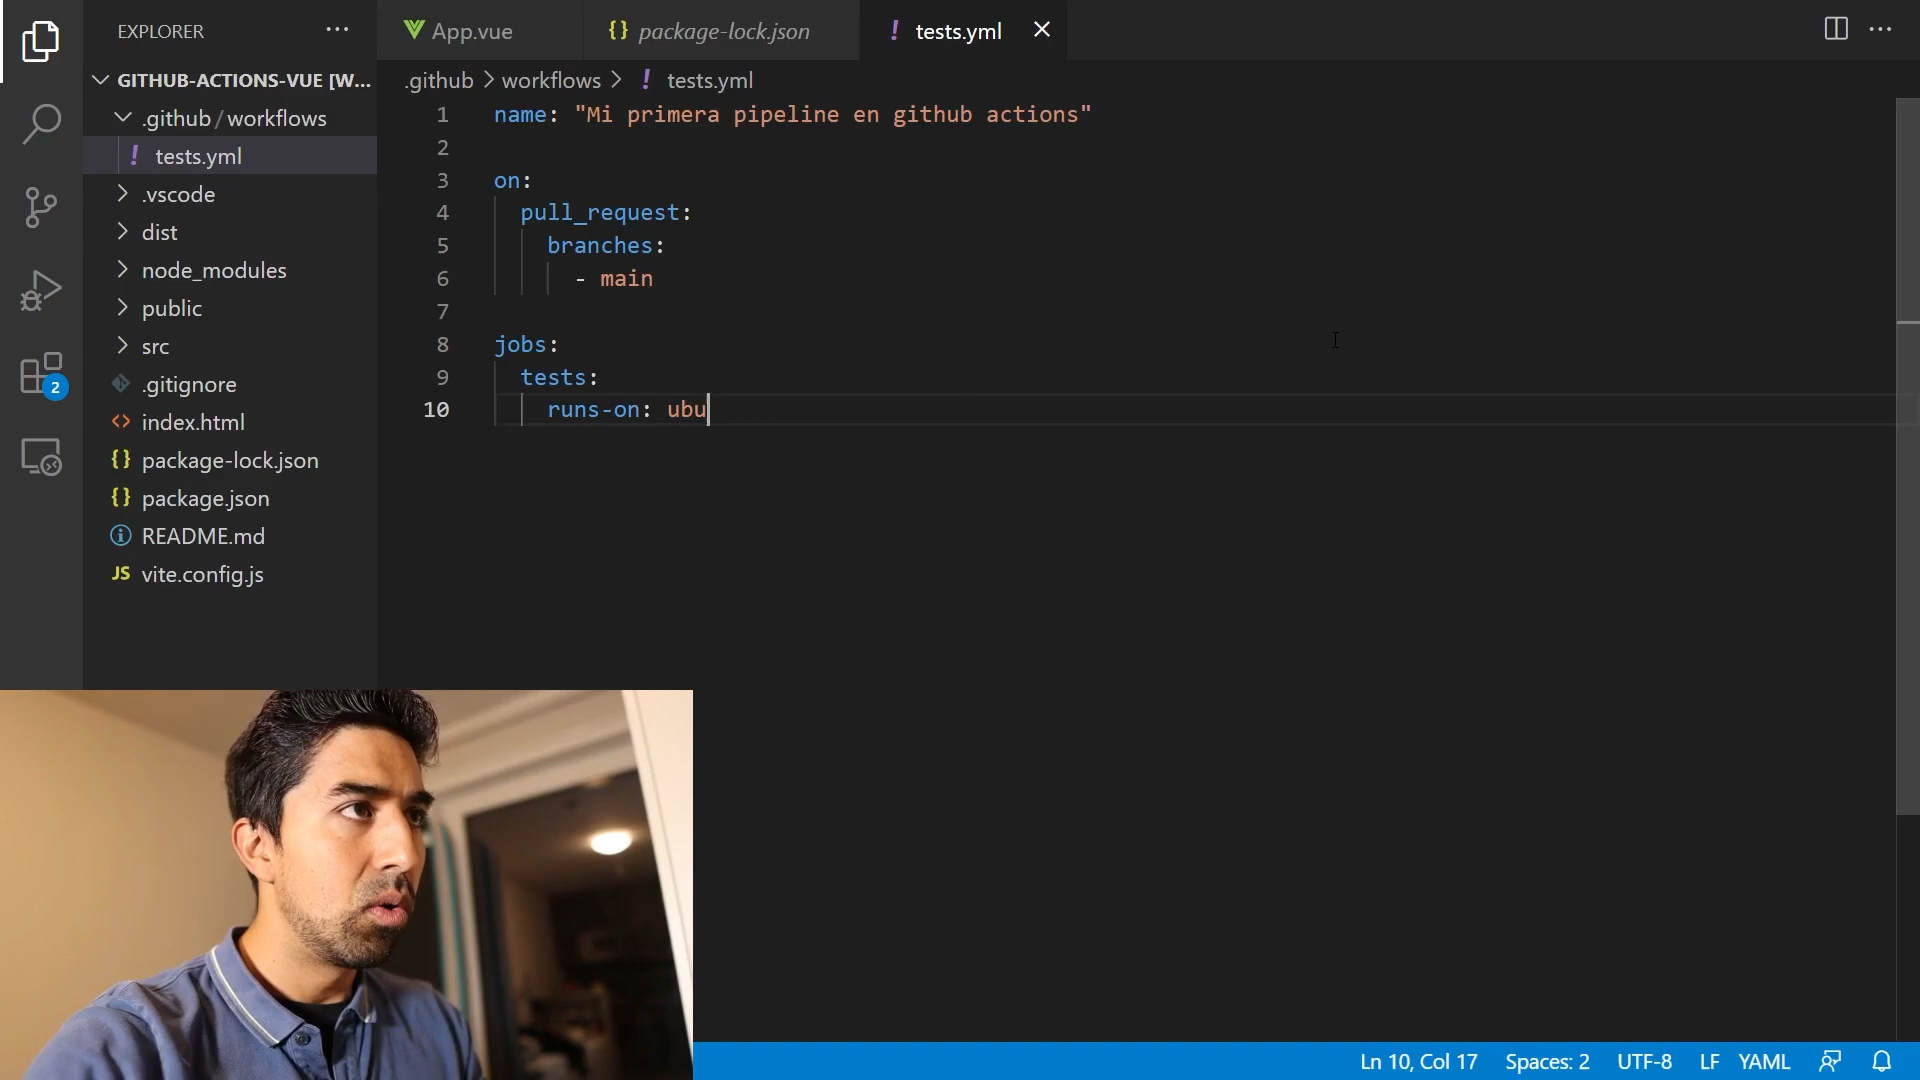 EXPLORER
GITHUB-ACTIONS-VUE [W...
.github/workflows
tests.yml
.vscode
dist
node_modules
public
src
.gitignore
index.html
package-lock.json
package.json
README.md
JS vite.config.js
2
App.vue
package-lock.json
tests.yml
.github > workflows > ! tests.yml
1 name: "Mi primera pipeline en github actions"
2
3 on:
4 pull_request:
5 branches:
6 - main
7
8 jobs:
9 tests:
10 runs-on: ubu
Ln 10, Col 17 Spaces: 2 UTF-8 LF YAML